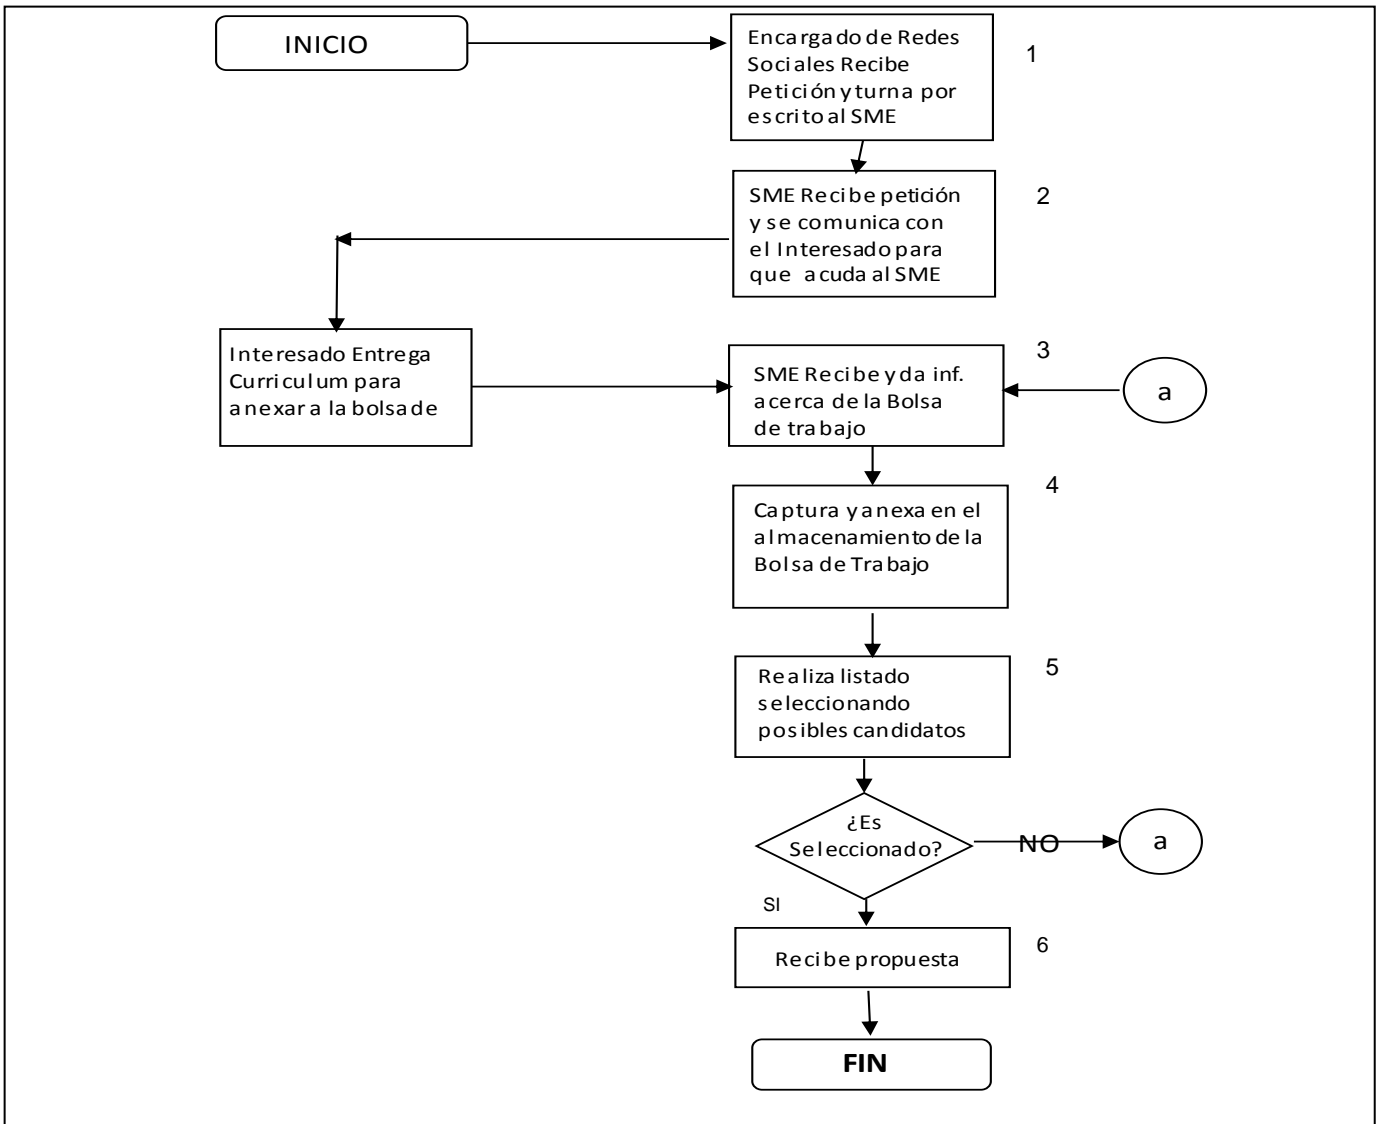 INICIO
Encargado de Redes
Sociales Recibe
Petición y turna por
escrito al SME
1
SME Recibe petición
y se comunica con
el Interesado para
que acuda al SME
2
Interesado Entrega
Curriculum para
anexar a la bolsa de
SME Recibe y da inf.
acerca de la Bolsa
de trabajo
3
a
Captura y anexa en el
almacenamiento de la
Bolsa de Trabajo
4
Realiza listado
seleccionando
posibles candidatos
5
¿Es
Seleccionado?
NO
a
SI
Recibe propuesta
6
FIN